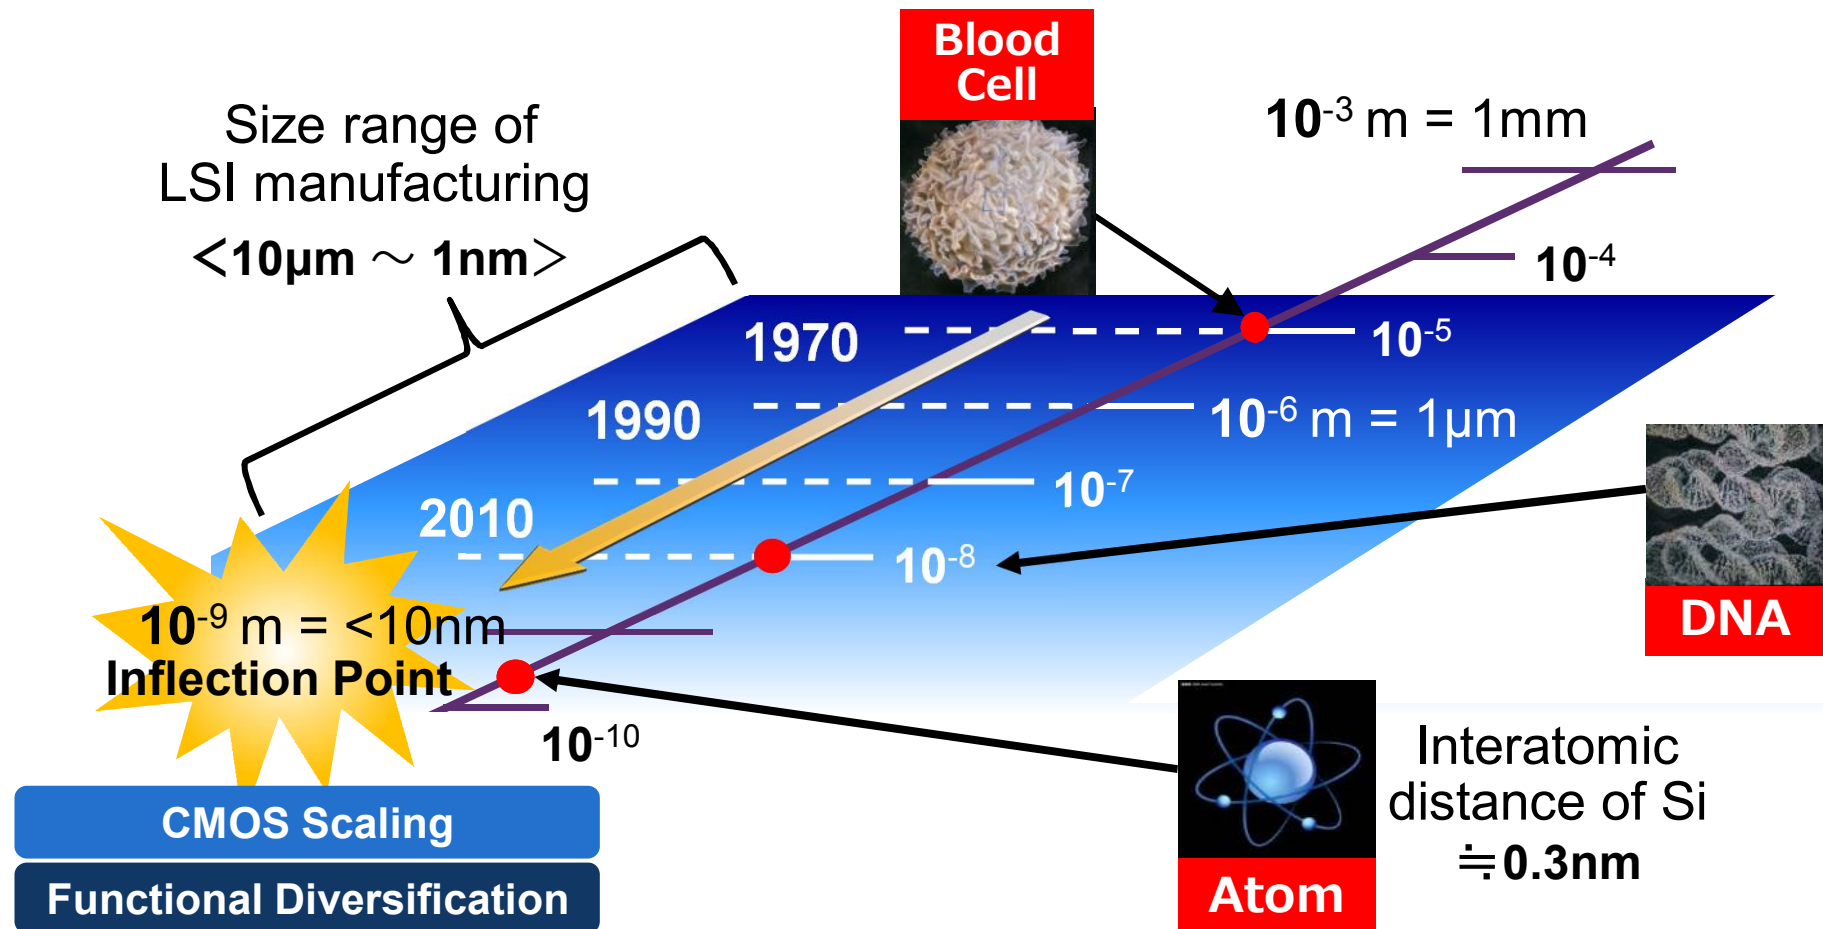 Blood
Cell
Size range of
LSI manufacturing
<10µm ～ 1nm>
10⁻³ m = 1mm
10⁻⁴
1970
10⁻⁵
1990
10⁻⁶ m = 1µm
10⁻⁷
2010
10⁻⁸
DNA
10⁻⁹ m = <10nm
Inflection Point
10⁻¹⁰
Interatomic
distance of Si
≒0.3nm
Atom
CMOS Scaling
Functional Diversification